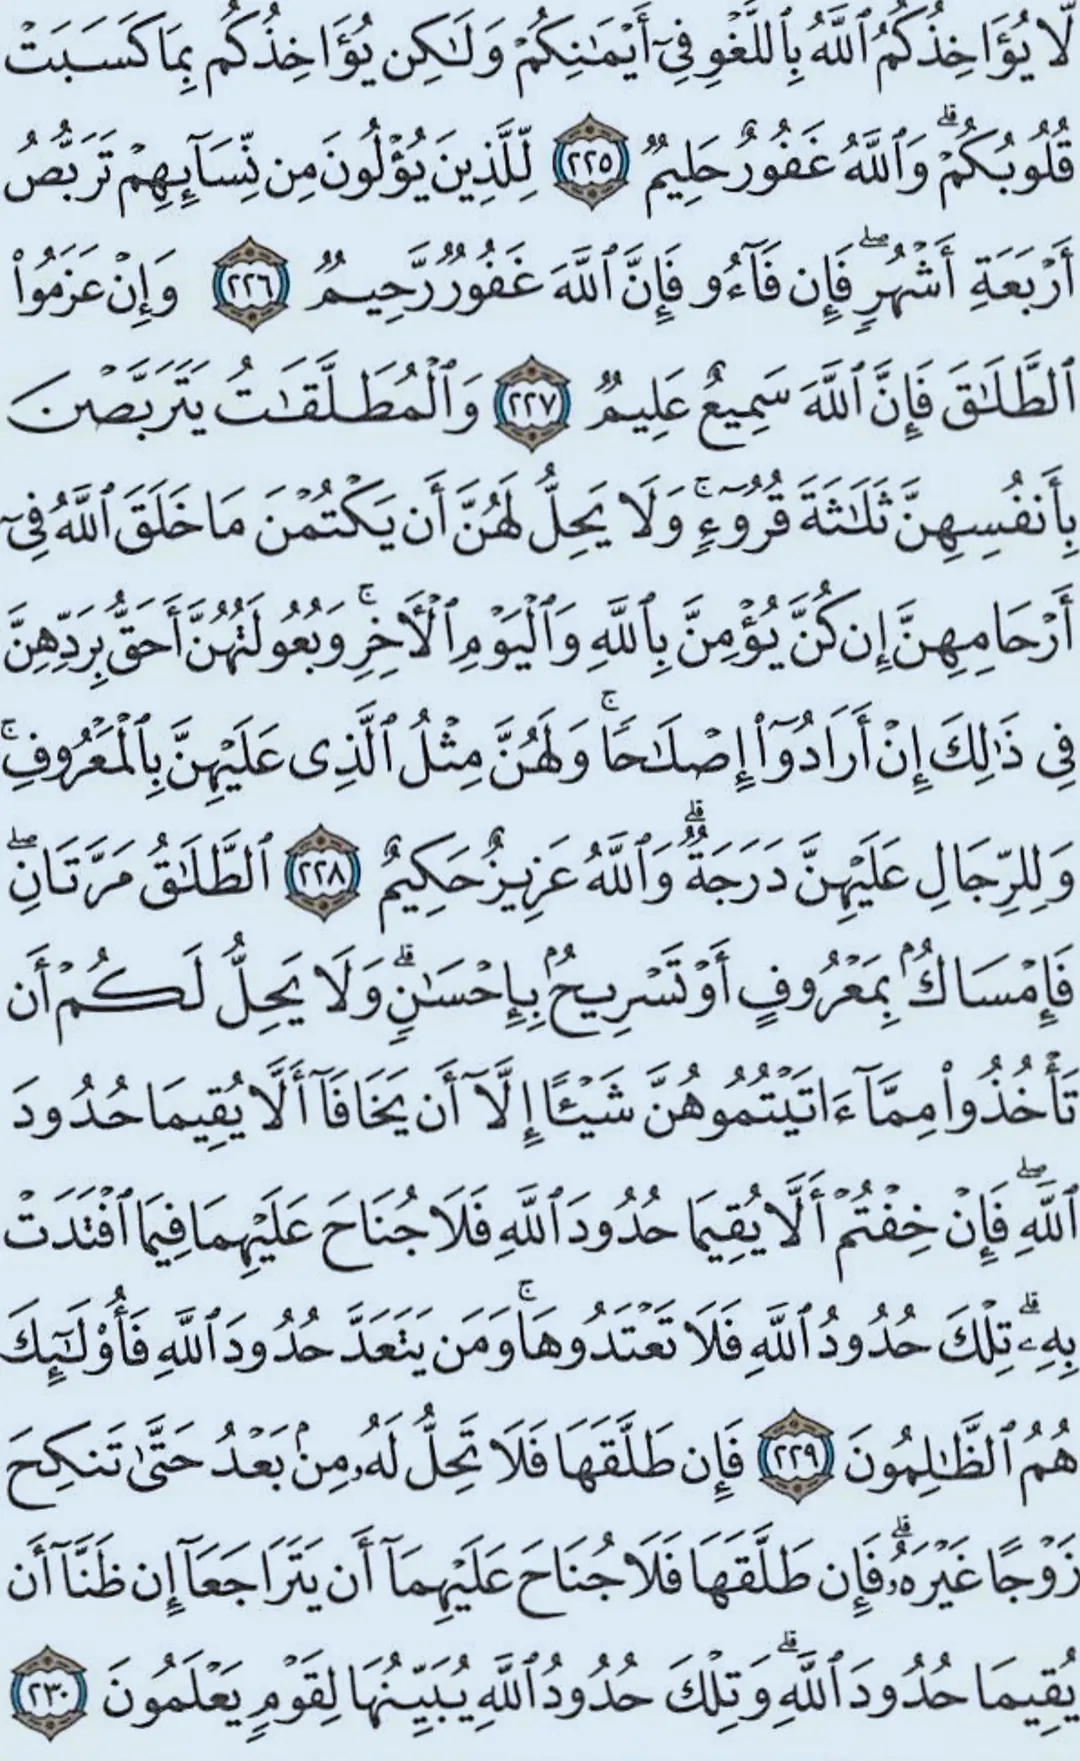 لَّا يُؤَاخِذُكُمُ ٱللَّهُ بِٱللَّغْوِ فِىٓ أَيْمَـٰنِكُمْ وَلَـٰكِن يُؤَاخِذُكُم بِمَا كَسَبَتْ
قُلُوبُكُمْ ۗ وَٱللَّهُ غَفُورٌ حَلِيمٌ ٢٢٥ لِّلَّذِينَ يُؤْلُونَ مِن نِّسَآئِهِمْ تَرَبُّصُ
أَرْبَعَةِ أَشْهُرٍ ۖ فَإِن فَآءُو فَإِنَّ ٱللَّهَ غَفُورٌ رَّحِيمٌ ٢٢٦ وَإِنْ عَزَمُوا۟
ٱلطَّلَـٰقَ فَإِنَّ ٱللَّهَ سَمِيعٌ عَلِيمٌ ٢٢٧ وَٱلْمُطَلَّقَـٰتُ يَتَرَبَّصْنَ
بِأَنفُسِهِنَّ ثَلَـٰثَةَ قُرُوٓءٍ ۚ وَلَا يَحِلُّ لَهُنَّ أَن يَكْتُمْنَ مَا خَلَقَ ٱللَّهُ فِىٓ
أَرْحَامِهِنَّ إِن كُنَّ يُؤْمِنَّ بِٱللَّهِ وَٱلْيَوْمِ ٱلْـَٔاخِرِ ۚ وَبُعُولَتُهُنَّ أَحَقُّ بِرَدِّهِنَّ
فِى ذَٰلِكَ إِنْ أَرَادُوٓا۟ إِصْلَـٰحًا ۚ وَلَهُنَّ مِثْلُ ٱلَّذِى عَلَيْهِنَّ بِٱلْمَعْرُوفِ ۚ
وَلِلرِّجَالِ عَلَيْهِنَّ دَرَجَةٌ ۗ وَٱللَّهُ عَزِيزٌ حَكِيمٌ ٢٢٨ ٱلطَّلَـٰقُ مَرَّتَانِ ۖ
فَإِمْسَاكٌۢ بِمَعْرُوفٍ أَوْ تَسْرِيحٌۢ بِإِحْسَـٰنٍ ۗ وَلَا يَحِلُّ لَكُمْ أَن
تَأْخُذُوا۟ مِمَّآ ءَاتَيْتُمُوهُنَّ شَيْـًٔا إِلَّآ أَن يَخَافَآ أَلَّا يُقِيمَا حُدُودَ
ٱللَّهِ ۖ فَإِنْ خِفْتُمْ أَلَّا يُقِيمَا حُدُودَ ٱللَّهِ فَلَا جُنَاحَ عَلَيْهِمَا فِيمَا ٱفْتَدَتْ
بِهِۦ ۗ تِلْكَ حُدُودُ ٱللَّهِ فَلَا تَعْتَدُوهَا ۚ وَمَن يَتَعَدَّ حُدُودَ ٱللَّهِ فَأُو۟لَـٰٓئِكَ
هُمُ ٱلظَّـٰلِمُونَ ٢٢٩ فَإِن طَلَّقَهَا فَلَا تَحِلُّ لَهُۥ مِنۢ بَعْدُ حَتَّىٰ تَنكِحَ
زَوْجًا غَيْرَهُۥ ۗ فَإِن طَلَّقَهَا فَلَا جُنَاحَ عَلَيْهِمَآ أَن يَتَرَاجَعَآ إِن ظَنَّآ أَن
يُقِيمَا حُدُودَ ٱللَّهِ ۗ وَتِلْكَ حُدُودُ ٱللَّهِ يُبَيِّنُهَا لِقَوْمٍ يَعْلَمُونَ ٢٣٠